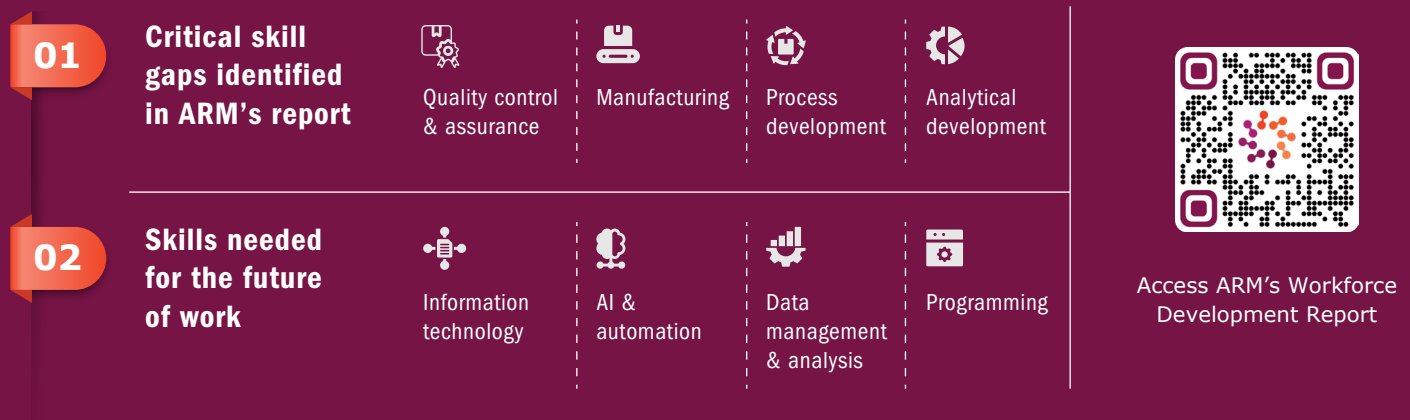 01
Critical skill
gaps identified
in ARM’s report
Quality control
& assurance
Manufacturing
Process
development
Analytical
development
02
Skills needed
for the future
of work
Information
technology
AI &
automation
Data
management
& analysis
Programming
Access ARM’s Workforce
Development Report